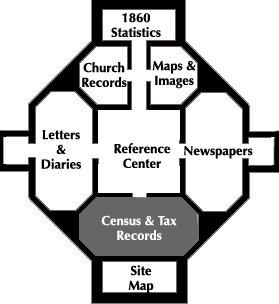 1860
Statistics
Church
Records
Maps &
Images
Letters
&
Diaries
Reference
Center
Newspapers
Census & Tax
Records
Site
Map